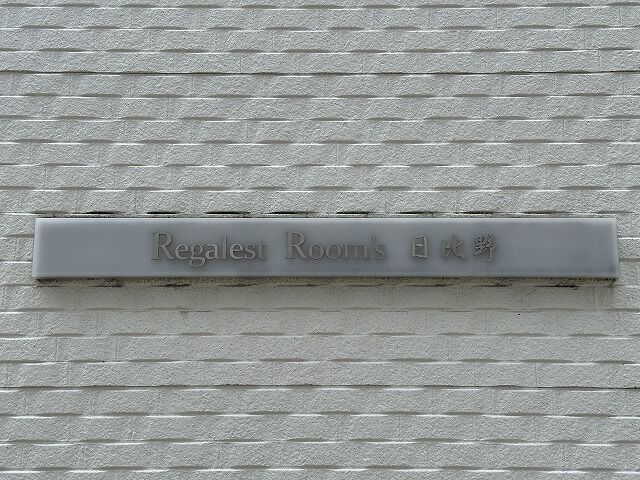 Regalest Room's 日比野